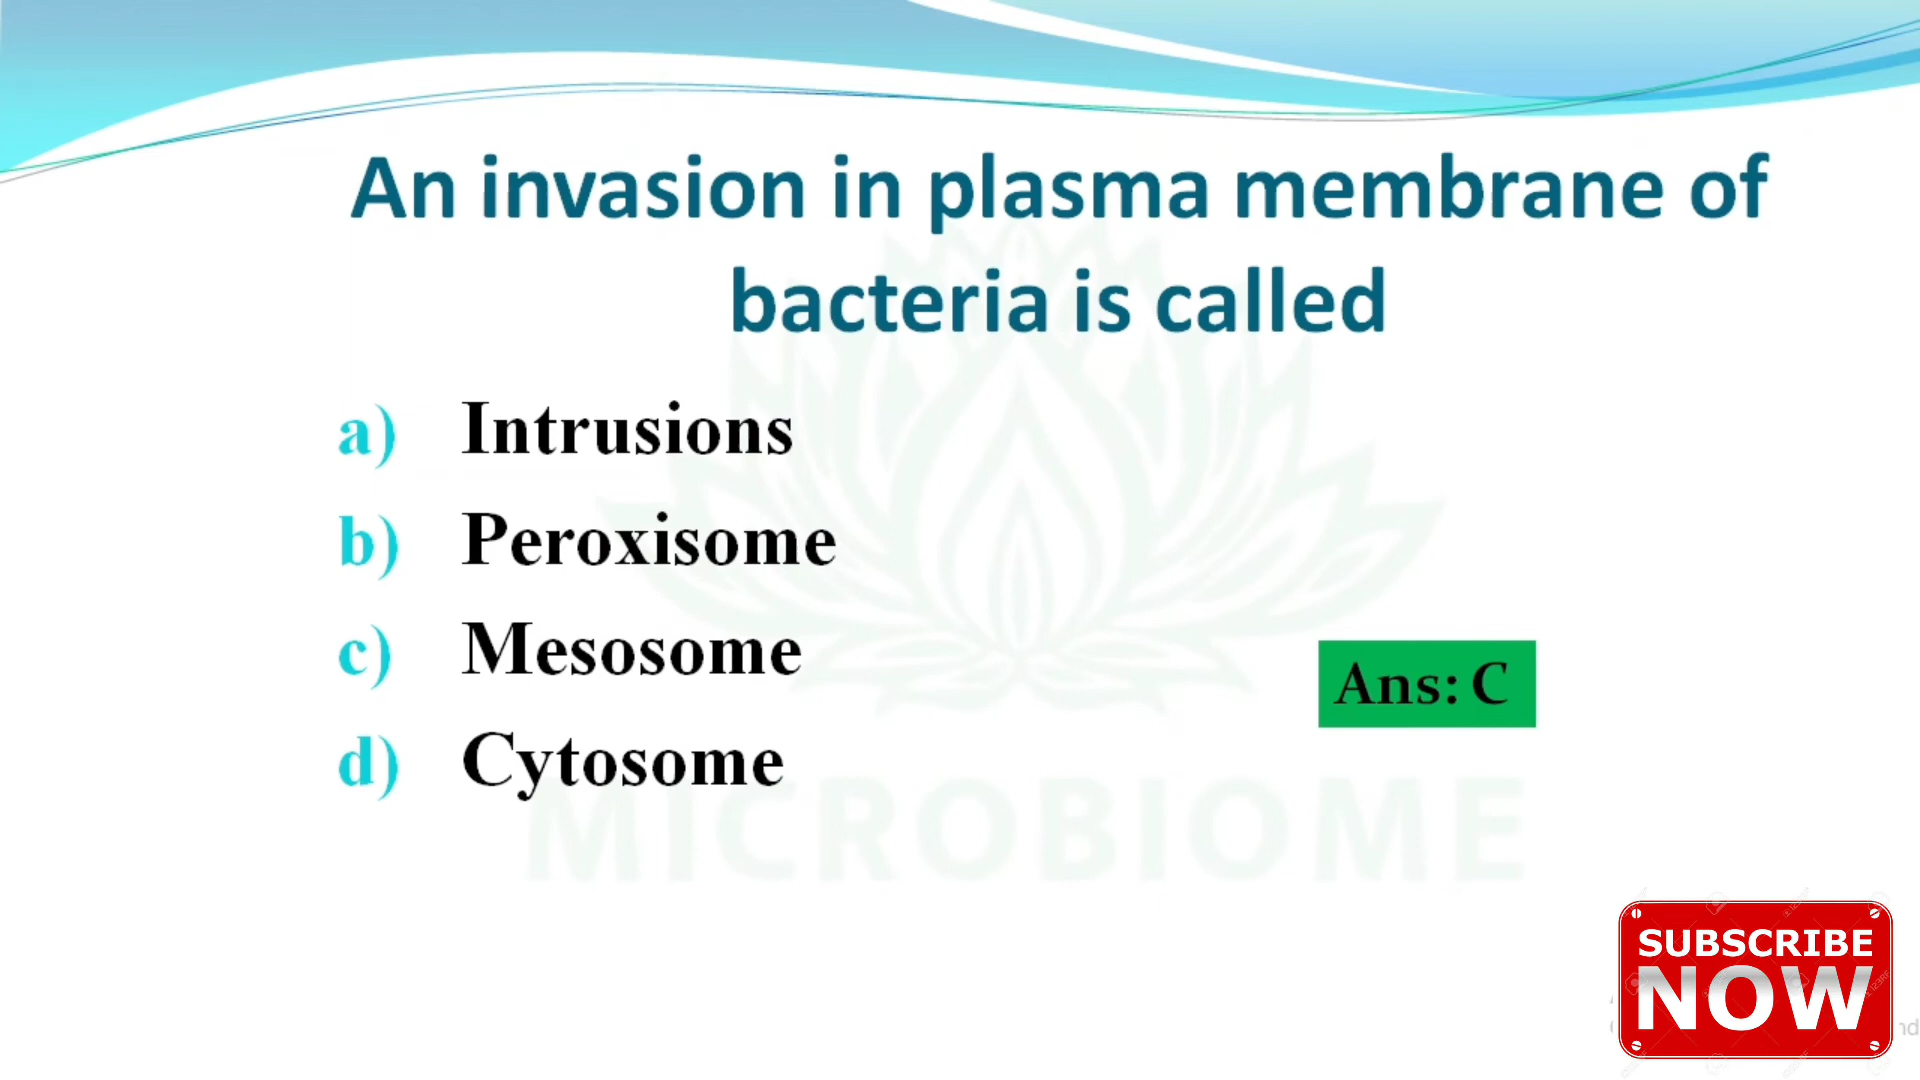 An invasion in plasma membrane of
bacteria is called
a) Intrusions
b) Peroxisome
c) Mesosome
Ans: C
d) Cytosome
MICROBIOME
SUBSCRIBE
NOW